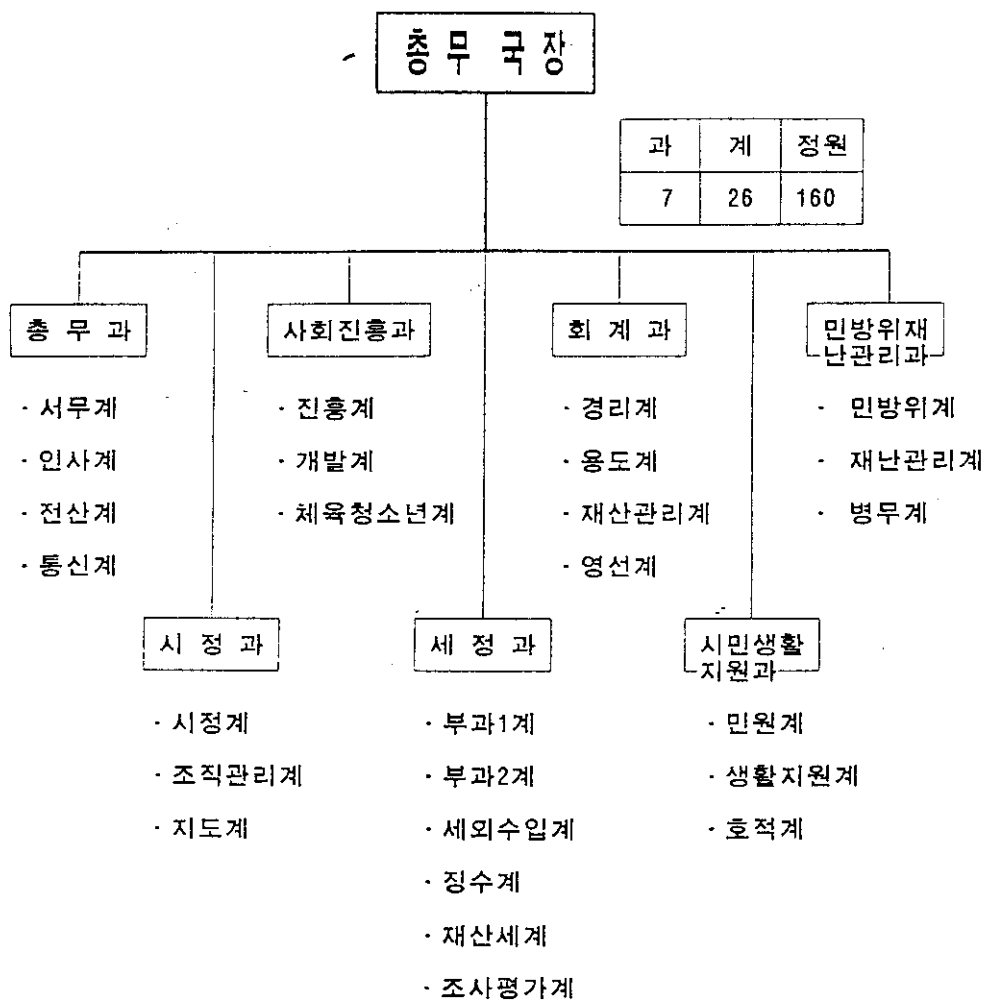 총 무 국 장
과 계 정원
7 26 160
총 무 과
· 서무계
· 인사계
· 전산계
· 통신계
사회진흥과
· 진흥계
· 개발계
· 체육청소년계
회 계 과
· 경리계
· 용도계
· 재산관리계
· 영선계
민방위재
난관리과
· 민방위계
· 재난관리계
· 병무계
시 정 과
· 시정계
· 조직관리계
· 지도계
세 정 과
· 부과1계
· 부과2계
· 세외수입계
· 징수계
· 재산세계
· 조사평가계
시민생활
지원과
· 민원계
· 생활지원계
· 호적계